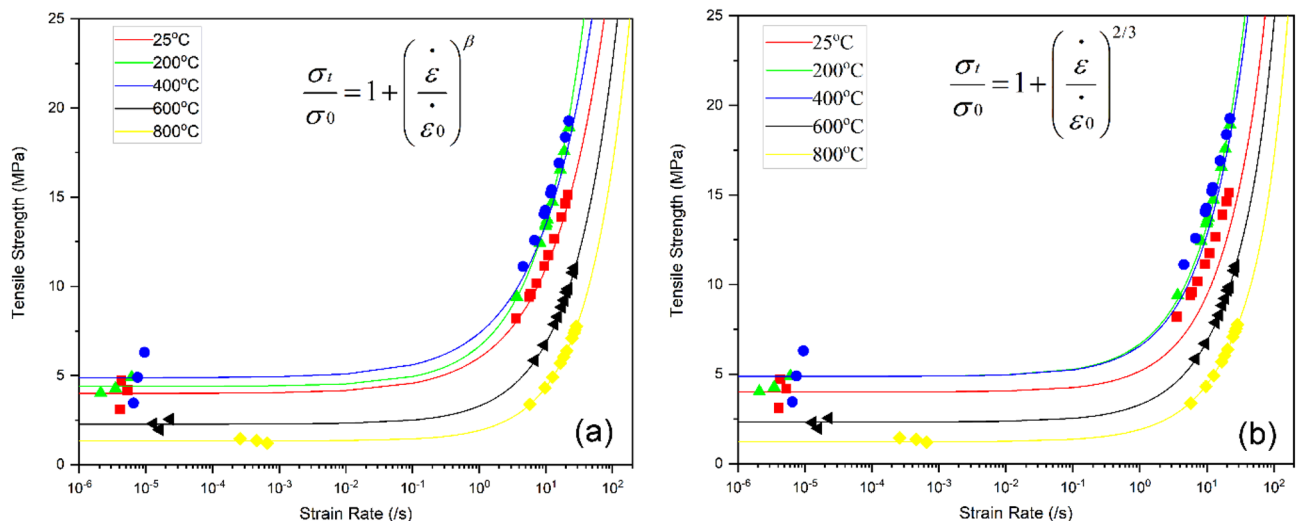 25
20
15
10
5
0
Tensile Strength (MPa)
25°C
200°C
400°C
600°C
800°C
σt/σ0 = 1 + (ε̇/ε̇0)^β
(a)
10^-6 10^-5 10^-4 10^-3 10^-2 10^-1 10^0 10^1 10^2
Strain Rate (/s)
25
20
15
10
5
0
Tensile Strength (MPa)
25°C
200°C
400°C
600°C
800°C
σt/σ0 = 1 + (ε̇/ε̇0)^2/3
(b)
10^-6 10^-5 10^-4 10^-3 10^-2 10^-1 10^0 10^1 10^2
Strain Rate (/s)